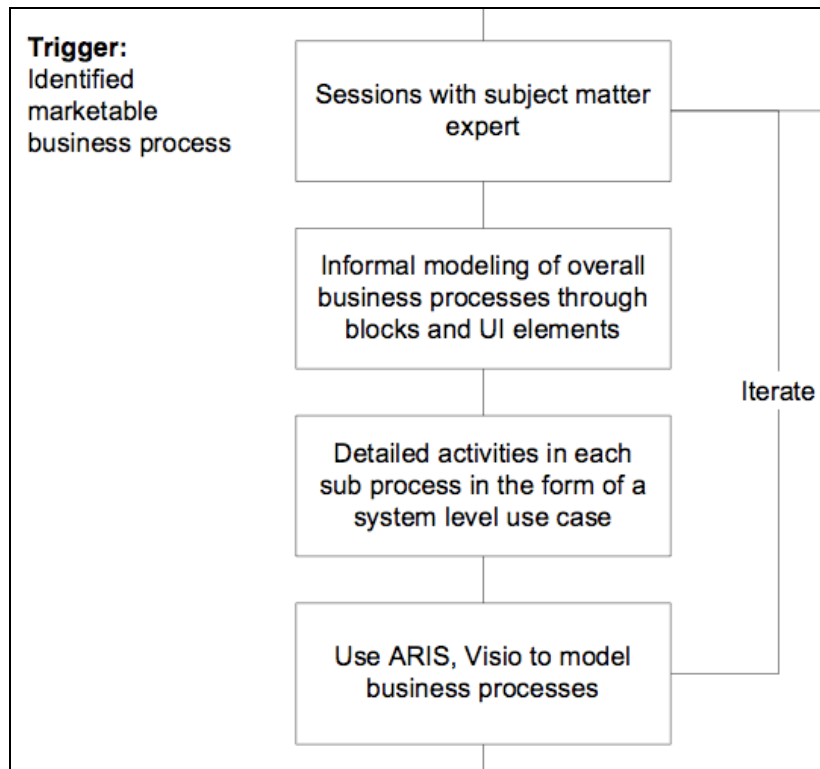 Trigger:
Identified
marketable
business process
Sessions with subject matter
expert
Informal modeling of overall
business processes through
blocks and UI elements
Iterate
Detailed activities in each
sub process in the form of a
system level use case
Use ARIS, Visio to model
business processes